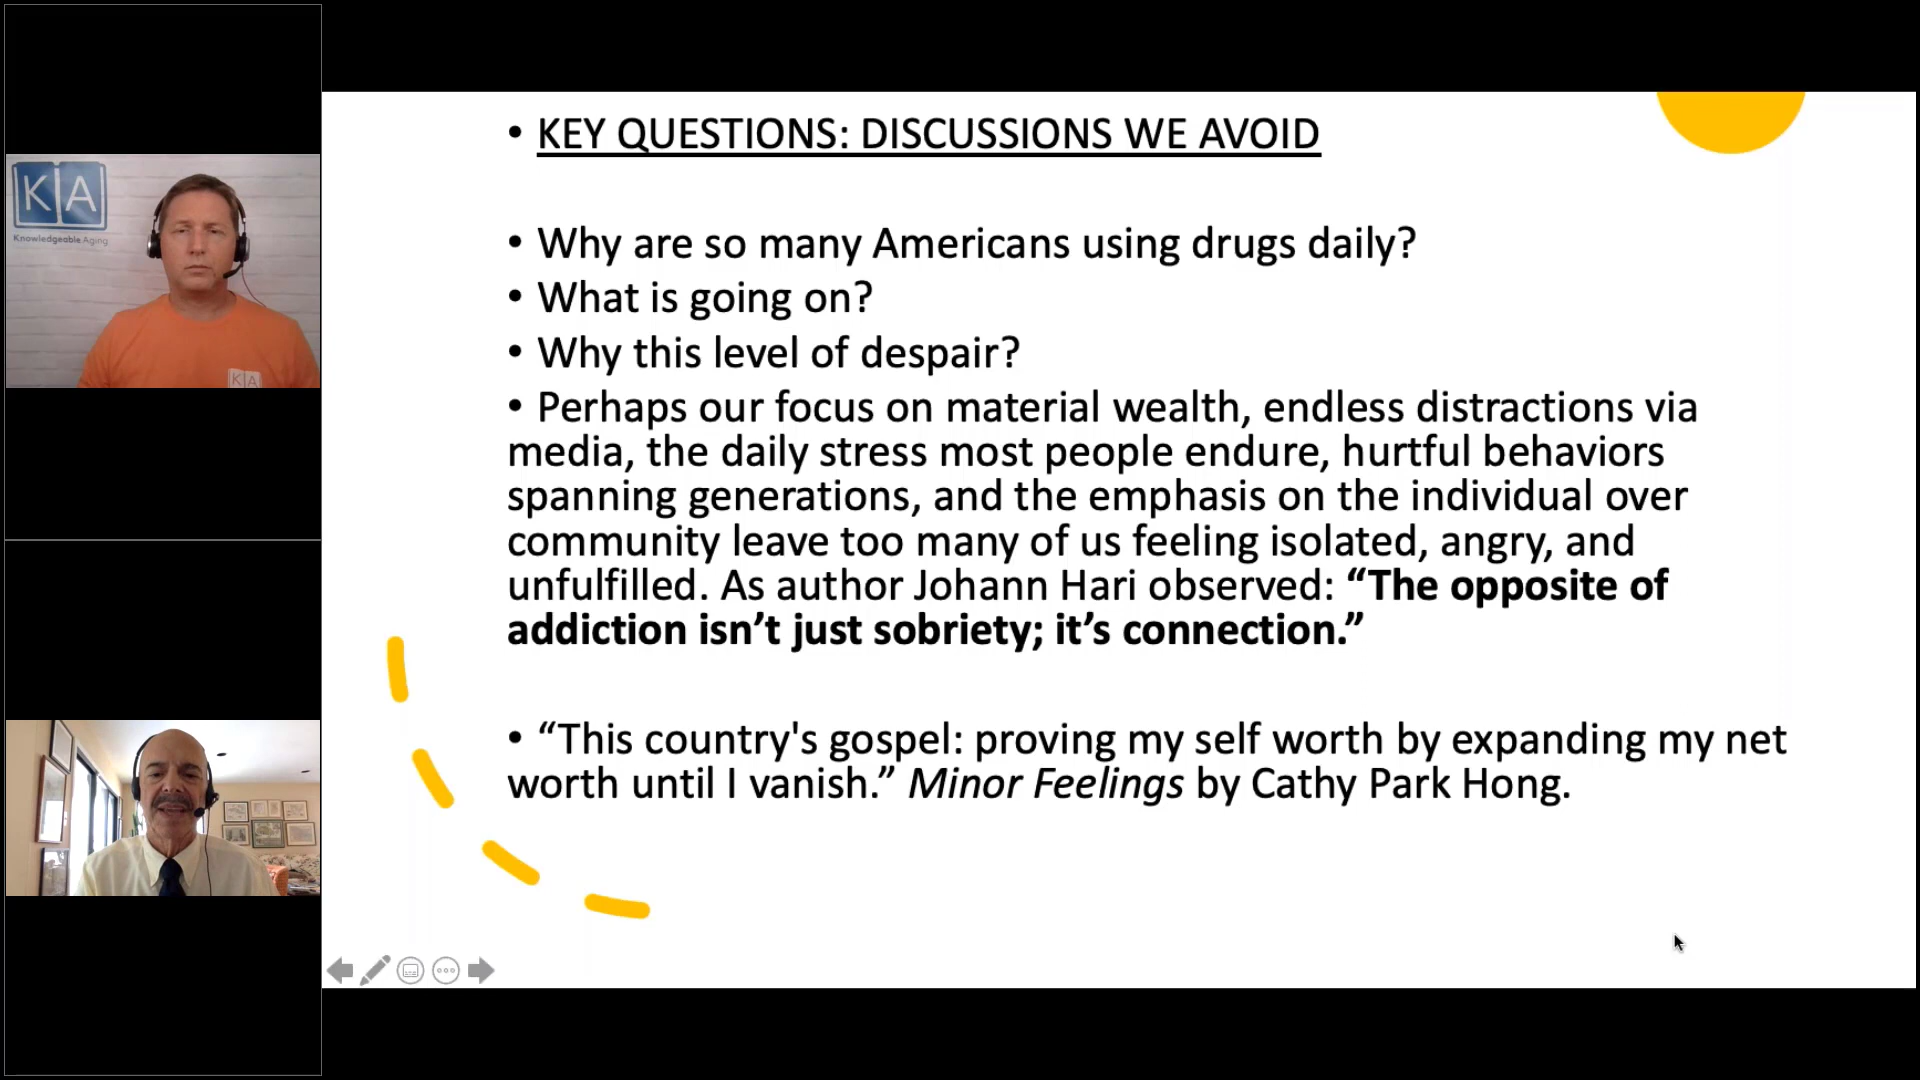 K A
Knowledgeable Aging
KA
• KEY QUESTIONS: DISCUSSIONS WE AVOID
• Why are so many Americans using drugs daily?
• What is going on?
• Why this level of despair?
• Perhaps our focus on material wealth, endless distractions via
media, the daily stress most people endure, hurtful behaviors
spanning generations, and the emphasis on the individual over
community leave too many of us feeling isolated, angry, and
unfulfilled. As author Johann Hari observed: “The opposite of
addiction isn’t just sobriety; it’s connection.”
• “This country's gospel: proving my self worth by expanding my net
worth until I vanish.” Minor Feelings by Cathy Park Hong.